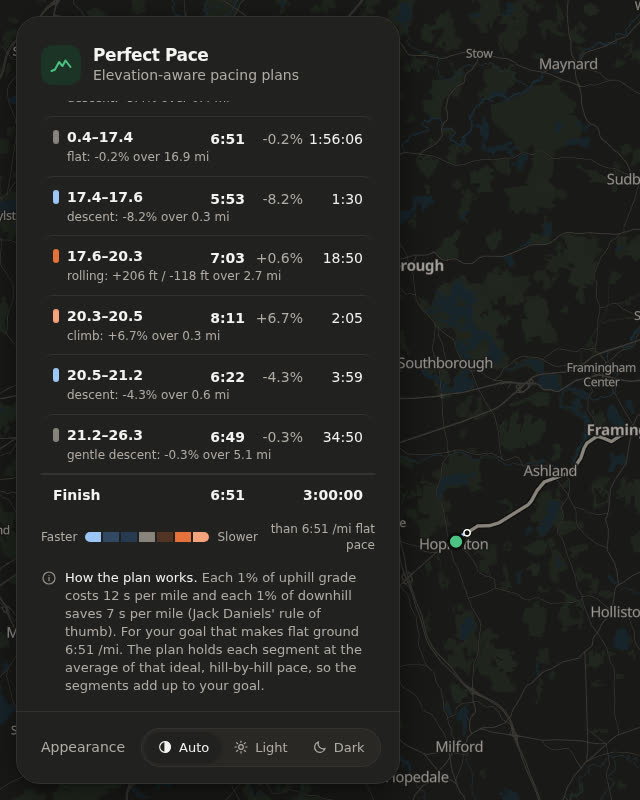 Perfect Pace
Elevation-aware pacing plans
0.4–17.4 6:51 -0.2% 1:56:06
flat: -0.2% over 16.9 mi
17.4–17.6 5:53 -8.2% 1:30
descent: -8.2% over 0.3 mi
17.6–20.3 7:03 +0.6% 18:50
rolling: +206 ft / -118 ft over 2.7 mi
20.3–20.5 8:11 +6.7% 2:05
climb: +6.7% over 0.3 mi
20.5–21.2 6:22 -4.3% 3:59
descent: -4.3% over 0.6 mi
21.2–26.3 6:49 -0.3% 34:50
gentle descent: -0.3% over 5.1 mi
Finish 6:51 3:00:00
Faster Slower than 6:51 /mi flat
pace
How the plan works. Each 1% of uphill grade
costs 12 s per mile and each 1% of downhill
saves 7 s per mile (Jack Daniels' rule of
thumb). For your goal that makes flat ground
6:51 /mi. The plan holds each segment at the
average of that ideal, hill-by-hill pace, so the
segments add up to your goal.
Appearance Auto Light Dark
Stow
Maynard
Sudb
rough
Southborough
Framingham
Center
Framing
Ashland
Hop nton
Hollisto
Milford
opedale